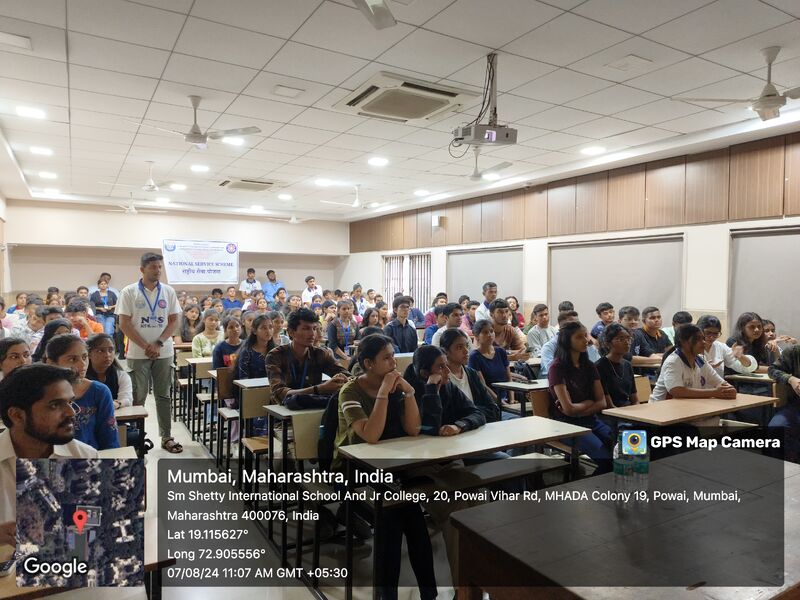 NATIONAL SERVICE SCHEME
राष्ट्रीय सेवा योजना
GPS Map Camera
Mumbai, Maharashtra, India
Sm Shetty International School And Jr College, 20, Powai Vihar Rd, MHADA Colony 19, Powai, Mumbai,
Maharashtra 400076, India
Lat 19.115627°
Long 72.905556°
07/08/24 11:07 AM GMT +05:30
Google